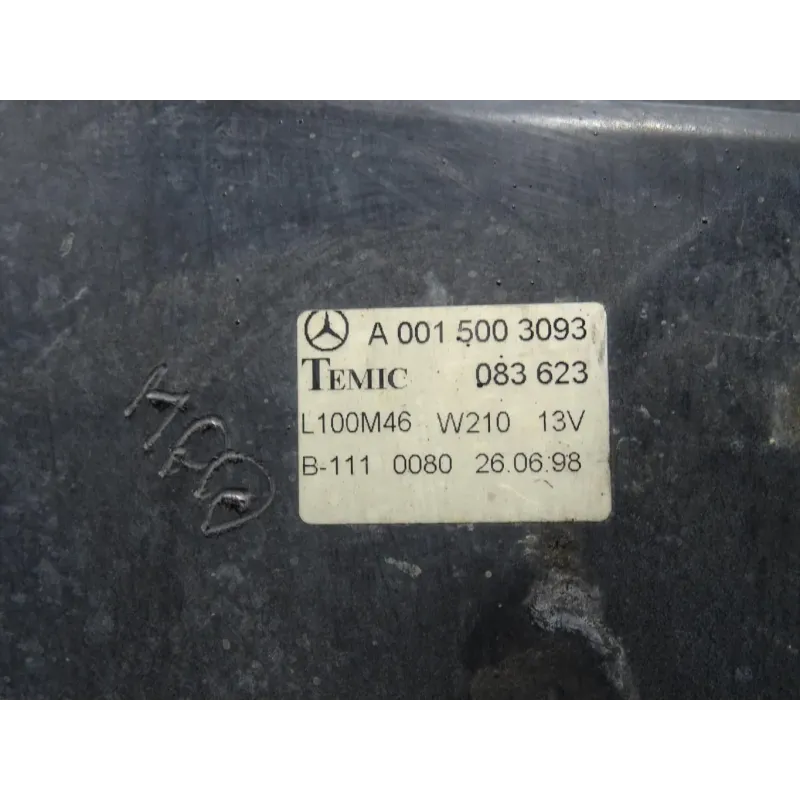 A 001 500 3093
TEMIC 083 623
L100M46 W210 13V
B-111 0080 26.06.98